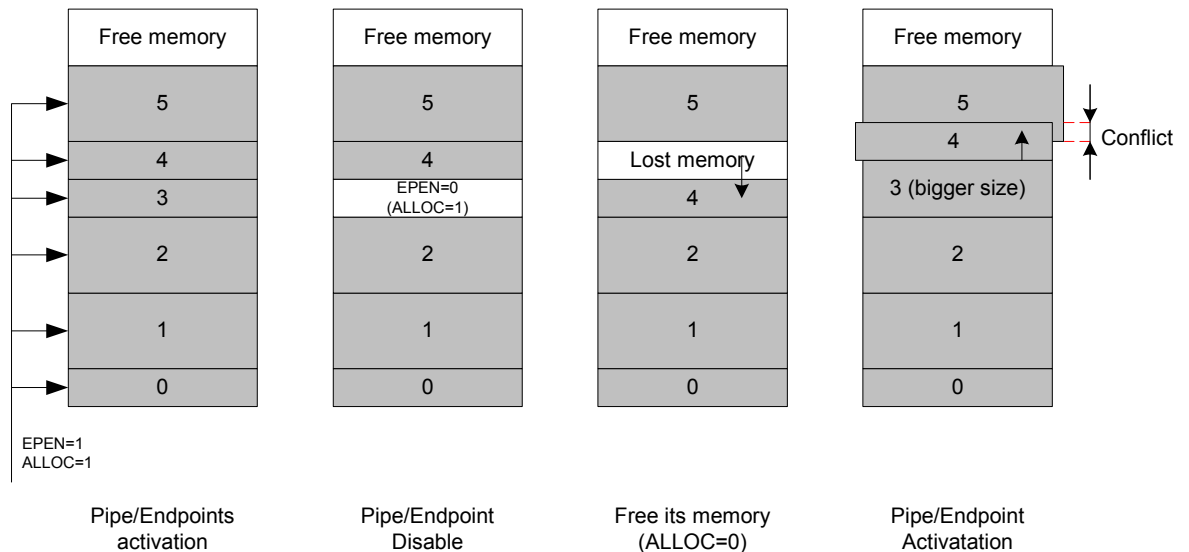 Free memory
5
4
3
2
1
0
EPEN=1
ALLOC=1
Pipe/Endpoints
activation
Free memory
5
4
EPEN=0
(ALLOC=1)
2
1
0
Pipe/Endpoint
Disable
Free memory
5
Lost memory
4
2
1
0
Free its memory
(ALLOC=0)
Free memory
5
4
3 (bigger size)
2
1
0
Conflict
Pipe/Endpoint
Activatation